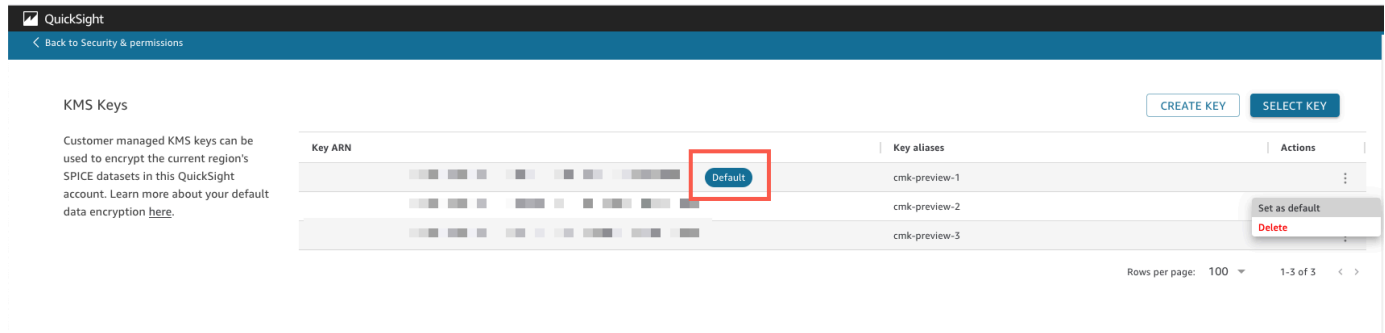 QuickSight
Back to Security & permissions
KMS Keys
CREATE KEY
SELECT KEY
Customer managed KMS keys can be
used to encrypt the current region's
SPICE datasets in this QuickSight
account. Learn more about your default
data encryption here.
Key ARN
Key aliases
Actions
Default
cmk-preview-1
cmk-preview-2
Set as default
Delete
cmk-preview-3
Rows per page: 100
1-3 of 3